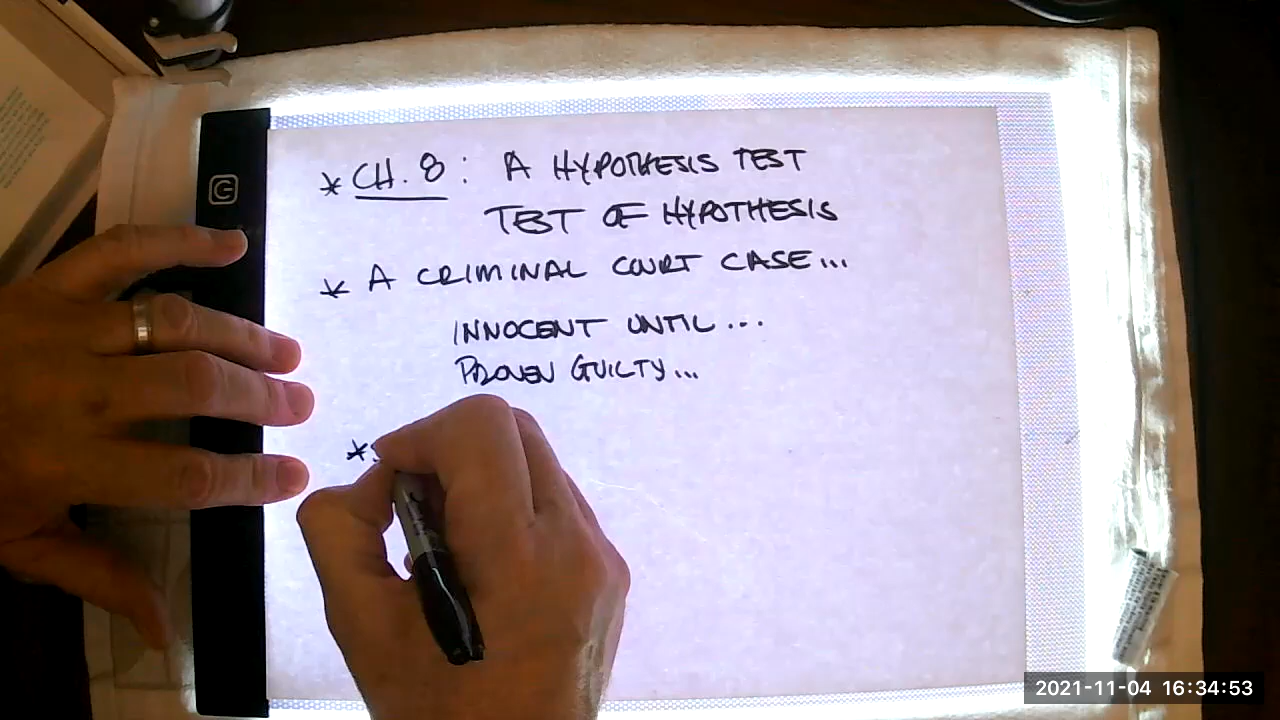 * CH. 8 : A HYPOTHESIS TEST
TEST OF HYPOTHESIS
* A CRIMINAL COURT CASE...
INNOCENT UNTIL ...
PROVEN GUILTY...
*
2021-11-04 16:34:53